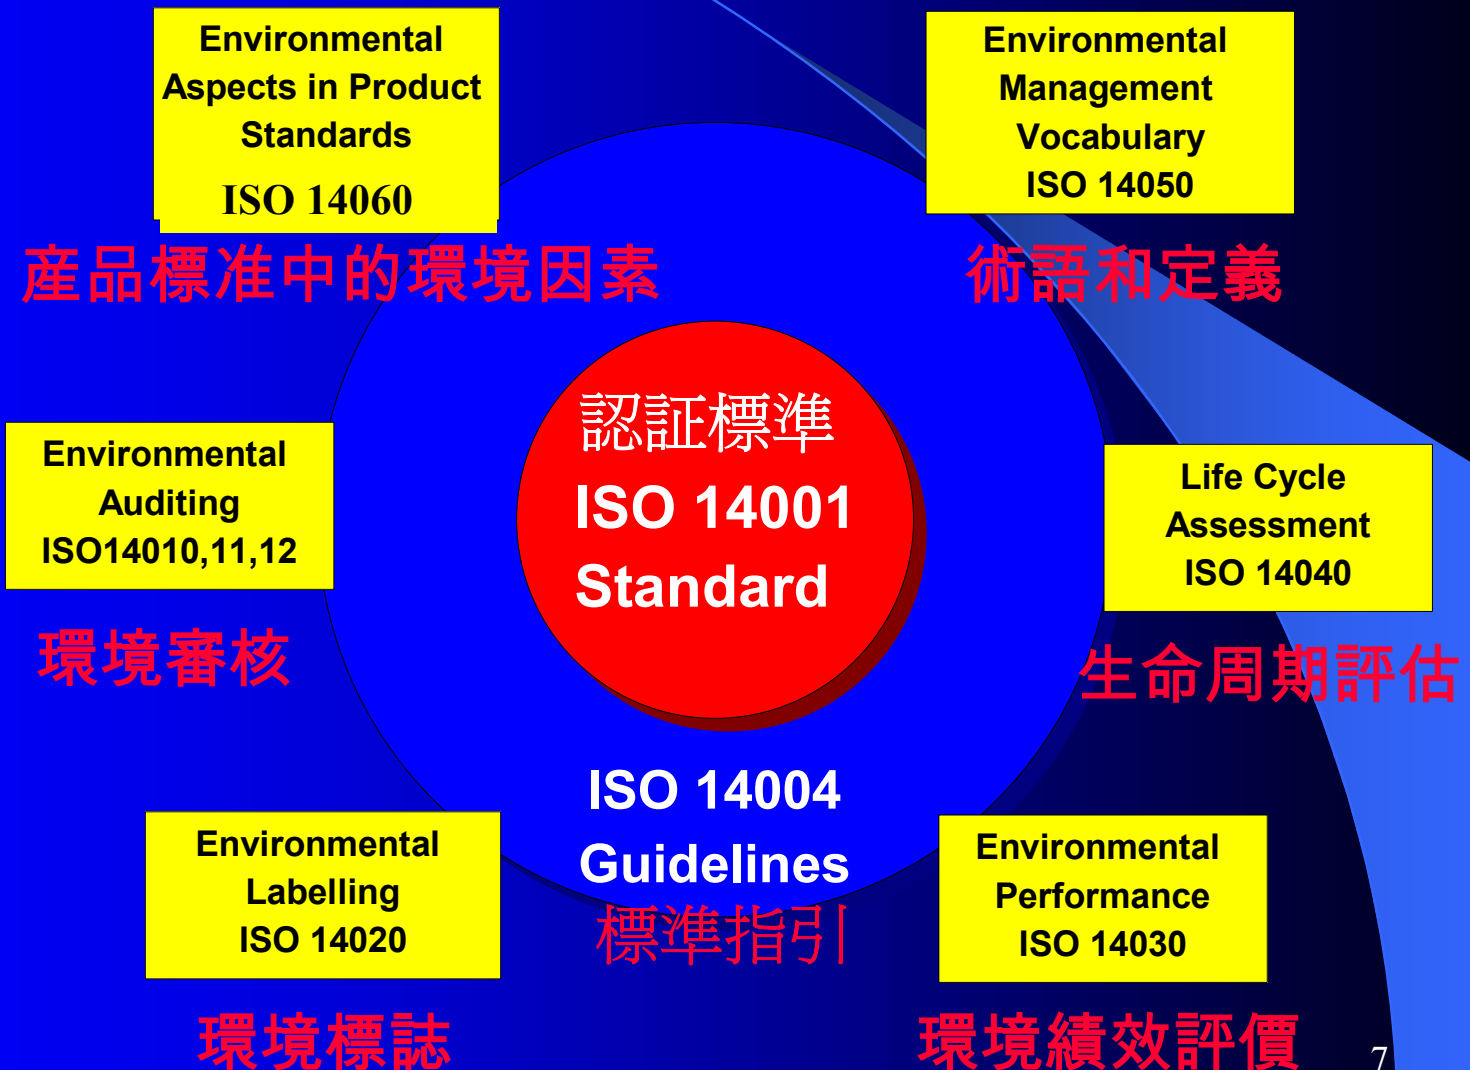 Environmental
Aspects in Product
Standards
ISO 14060
産品標准中的環境因素
Environmental
Management
Vocabulary
ISO 14050
術語和定義
認証標準
ISO 14001
Standard
Environmental
Auditing
ISO14010,11,12
環境審核
Life Cycle
Assessment
ISO 14040
生命周期評估
ISO 14004
Guidelines
標準指引
Environmental
Labelling
ISO 14020
環境標誌
Environmental
Performance
ISO 14030
環境績效評價
7